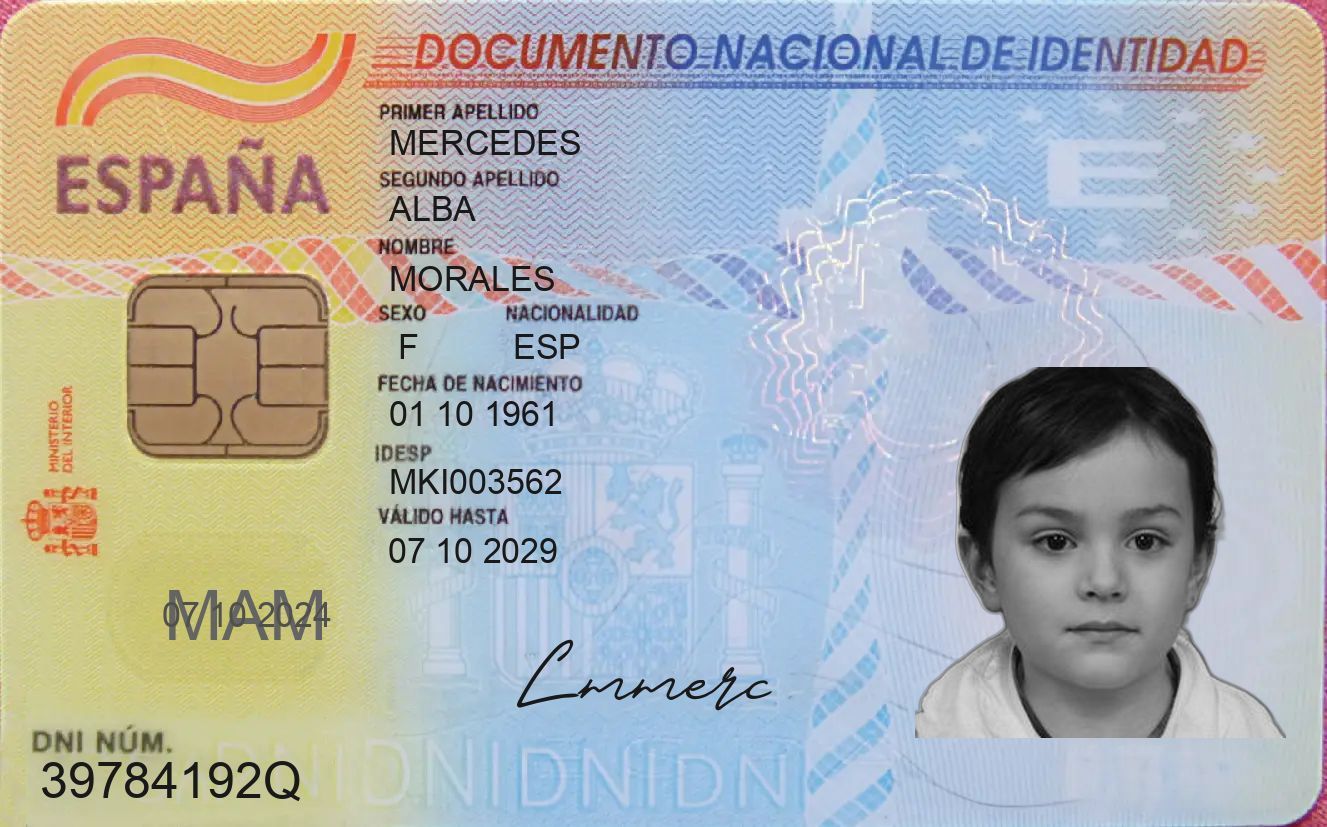 DOCUMENTO NACIONAL DE IDENTIDAD
ESPAÑA
PRIMER APELLIDO
MERCEDES
SEGUNDO APELLIDO
ALBA
NOMBRE
MORALES
SEXO NACIONALIDAD
F ESP
FECHA DE NACIMIENTO
01 10 1961
IDESP
MKI003562
VÁLIDO HASTA
07 10 2029
MINISTERIO
DEL INTERIOR
E
07 10 2024
MAM
Lmmerc
DNI NÚM.
39784192Q
DNIDNIDNIDNI